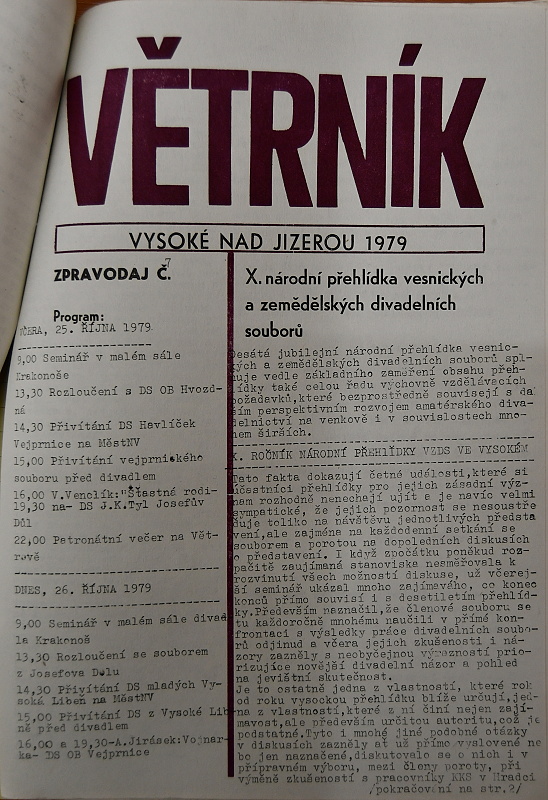 VĚTRNÍK
VYSOKÉ NAD JIZEROU 1979
ZPRAVODAJ Č. 7
Program:
VČERA, 25. ŘÍJNA 1979
9,00 Seminář v malém sále
Krakonoše
13,30 Rozloučení s DS OB Hvozd-
ná
14,30 Přivítání DS Havlíček
Vejprnice na MěstNV
15,00 Přivítání vejprnického
souboru před divadlem
16,00 V.Venclík:"Šťastná rodi-
19,30 na- DS J.K.Tyl Josefův
Důl
22,00 Patronátní večer na Vět-
rově
DNES, 26. ŘÍJNA 1979
9,00 Seminář v malém sále divad
la Krakonoš
13,30 Rozloučení se souborem
z Josefova Dolu
14,30 Přivítání DS mladých Vy-
soká Libeň na MěstNV
15,00 Přivítání DS z Vysoké Lib
ně před divadlem
16,00 a 19,30-A.Jirásek:Vojnar-
ka- DS OB Vejprnice
X. národní přehlídka vesnických
a zemědělských divadelních
souborů
Desátá jubilejní národní přehlídka vesnic-
kých a zemědělských divadelních souborů spl-
ňuje vedle základního zaměření obsahu přeh-
lídky také celou řadu výchovně vzdělávacích
požadavků,které bezprostředně souvisejí s da
ším perspektivním rozvojem amatérského diva-
delnictví na venkově i v souvislostech mno-
hem širších.
X. ROČNÍK NÁRODNÍ PŘEHLÍDKY VZDS VE VYSOKÉM
Tato fakta dokazují četné události,které si
účastníci přehlídky pro jejich zásadní výz-
nam rozhodně nenechají ujít a je navíc velmi
sympatické, že jejich pozornost se nesoustře
ďuje toliko na návštěvu jednotlivých předsta
vení,ale zajména na každodenní setkání se
souborem a porotou na dopoledních diskusích
o představení. I když zpočátku poněkud roz-
pačitě zaujímaná stanoviska nesměřovala k
rozvinutí všech možností diskuse, už včerej-
ší seminář ukázal mnoho zajímavého, co konec
konců přímo souvisí i s desetiletím přehlíd-
ky.Především naznačil,že členové souboru se
tu každoročně mnohému naučili v přímé kon-
frontaci s výsledky práce divadelních soubo-
rů odjinud a včera jejich zkušenosti i ná-
zory zazněly s neobyčejnou výrazností prio-
rizujíce novější divadelní názor a pohled
na jevištní skutečnost.
Je to ostatně jedna z vlastností, které rok
od roku vysockou přehlídku blíže určují,jed-
na z vlastností,které z ní činí nejen zají-
mavost,ale především určitou autoritu,což je
podstatné.Tyto i mnohé jiné podobné otázky
v diskusích zazněly ať už přímo vyslovené ne
bo jen naznačené,diskutovalo se o nich i v
přípravném výboru, mezi členy poroty, při
výměně zkušeností s pracovníky KKS v Hradci
/pokračování na str.2/